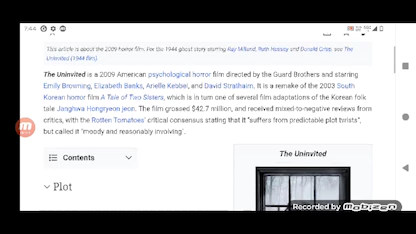 7:44
This article is about the 2009 horror film. For the 1944 ghost story starring Ray Milland, Ruth Hussey and Donald Crisp, see The
Uninvited (1944 film).
The Uninvited is a 2009 American psychological horror film directed by the Guard Brothers and starring
Emily Browning, Elizabeth Banks, Arielle Kebbel, and David Strathairn. It is a remake of the 2003 South
Korean horror film A Tale of Two Sisters, which is in turn one of several film adaptations of the Korean folk
tale Janghwa Hongryeon jeon. The film grossed $42.7 million, and received mixed-to-negative reviews from
critics, with the Rotten Tomatoes' critical consensus stating that it "suffers from predictable plot twists",
but called it "moody and reasonably involving".
Contents
The Uninvited
Plot
Recorded by mobizen